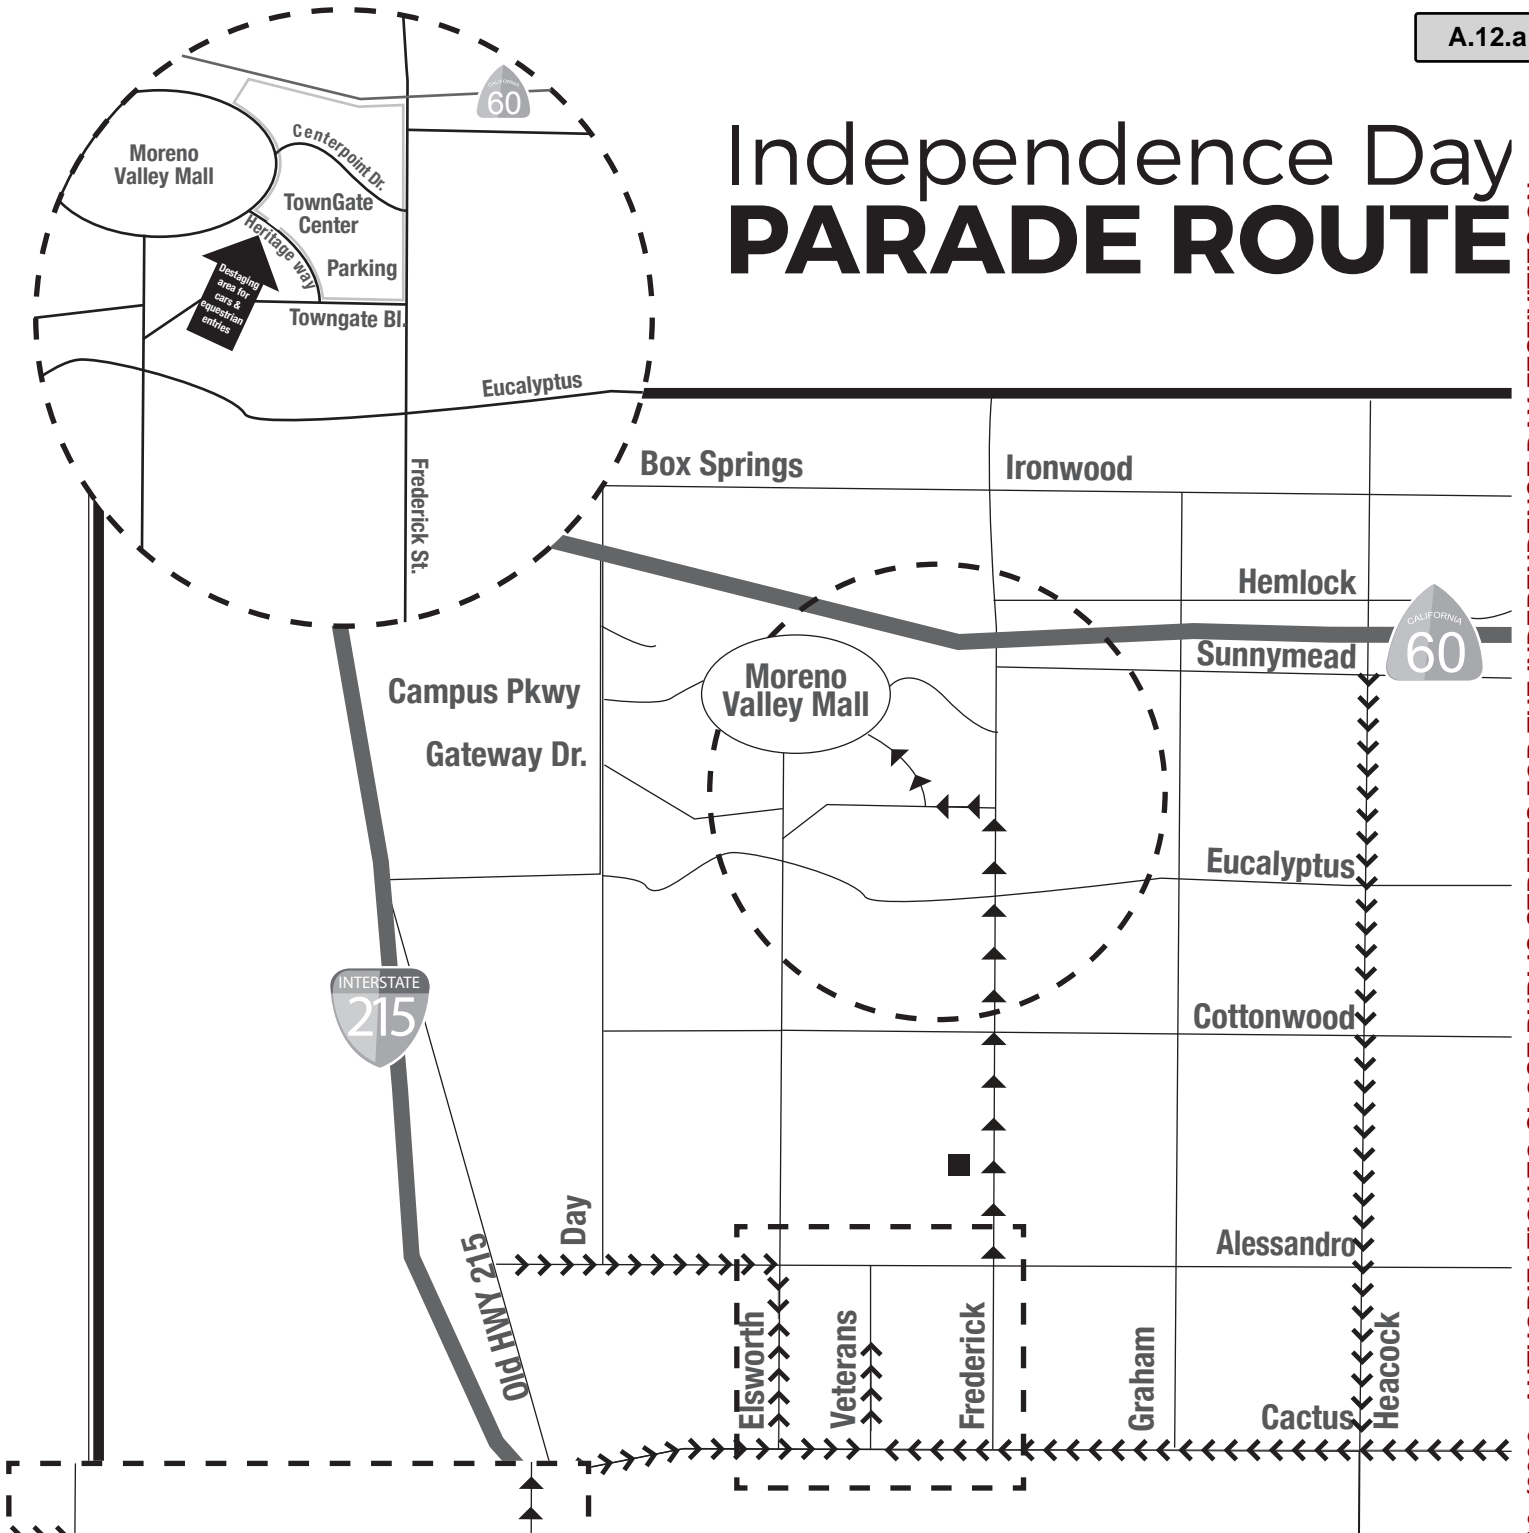 A.12.a
Independence Day
PARADE ROUTE
CALIFORNIA
60
Centerpoint Dr.
Moreno
Valley Mall
TownGate
Center
Heritage way
Parking
Destaging
area for
cars &
equestrian
entries
Towngate Bl.
Eucalyptus
Frederick St.
Box Springs
Ironwood
Hemlock
CALIFORNIA
60
Sunnymead
Moreno
Valley Mall
Campus Pkwy
Gateway Dr.
Eucalyptus
INTERSTATE
215
Cottonwood
Day
Alessandro
Old HWY 215
Elsworth
Veterans
Frederick
Graham
Cactus
Heacock